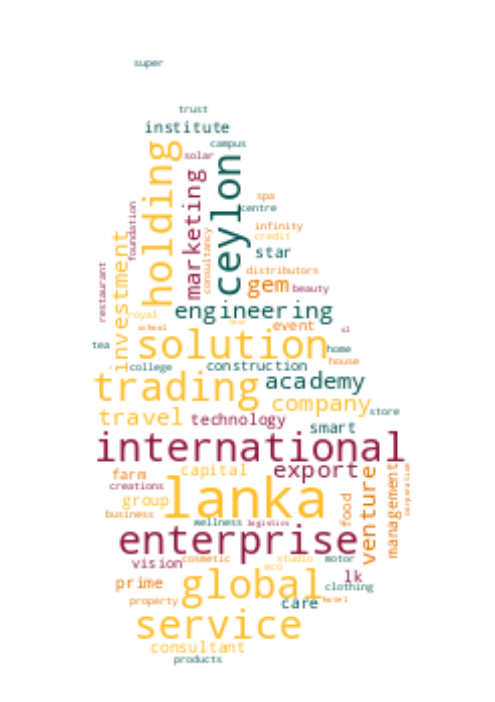 super
trust
institute
campus
solar
holding
marketing
ceylon
spa
centre
foundation
consultancy
infinity
credit
star
investment
distributors
restaurant
gem
beauty
royal
engineering
school
event
sl
tea
solution
home
house
college
construction
trading
academy
company
store
travel
technology
smart
international
farm
capital
export
creations
lanka
venture
management
corporation
group
food
business
wellness
logistics
enterprise
vision
cosmetic
studio
motor
eco
prime
global
lk
clothing
property
care
hotel
service
consultant
products